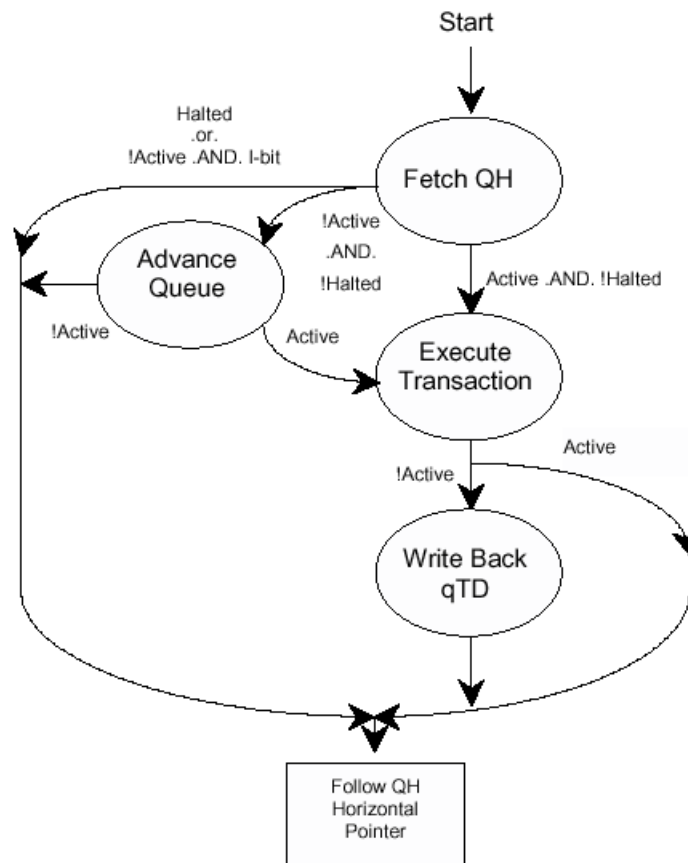 Start
Halted
.or.
!Active .AND. I-bit
Fetch QH
!Active
.AND.
!Halted
Advance
Queue
Active .AND. !Halted
!Active
Active
Execute
Transaction
Active
!Active
Write Back
qTD
Follow QH
Horizontal
Pointer